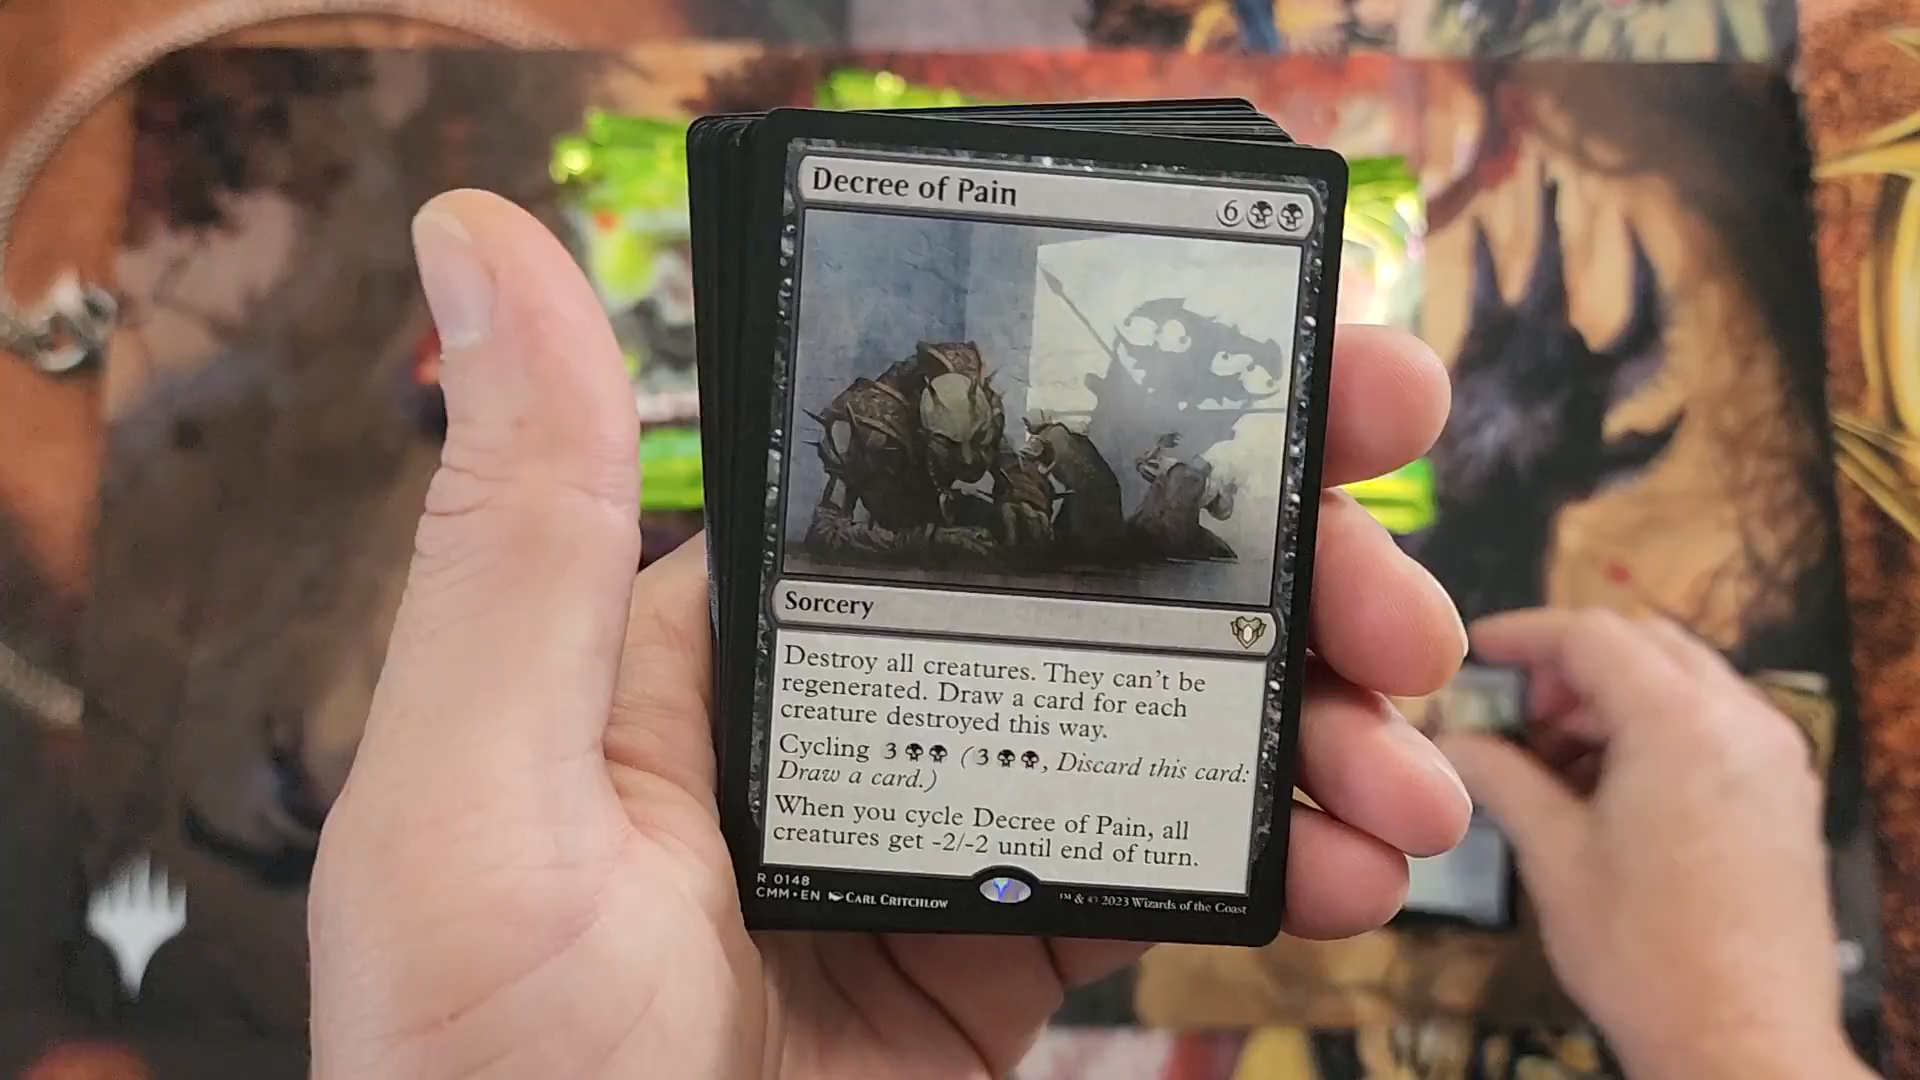 Decree of Pain 6
Sorcery
Destroy all creatures. They can't be
regenerated. Draw a card for each
creature destroyed this way.
Cycling 3 (3, Discard this card:
Draw a card.)
When you cycle Decree of Pain, all
creatures get -2/-2 until end of turn.
R 0148
CMM•EN Carl Critchlow
™ & © 2023 Wizards of the Coast